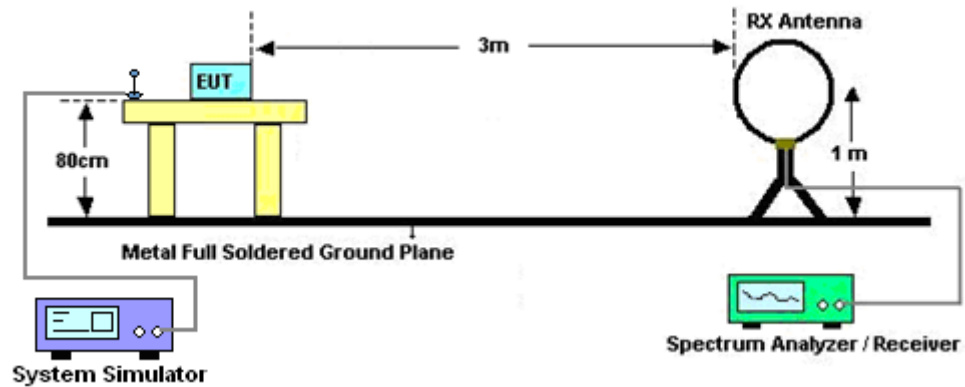 RX Antenna
3m
EUT
80cm
1 m
Metal Full Soldered Ground Plane
Spectrum Analyzer / Receiver
System Simulator